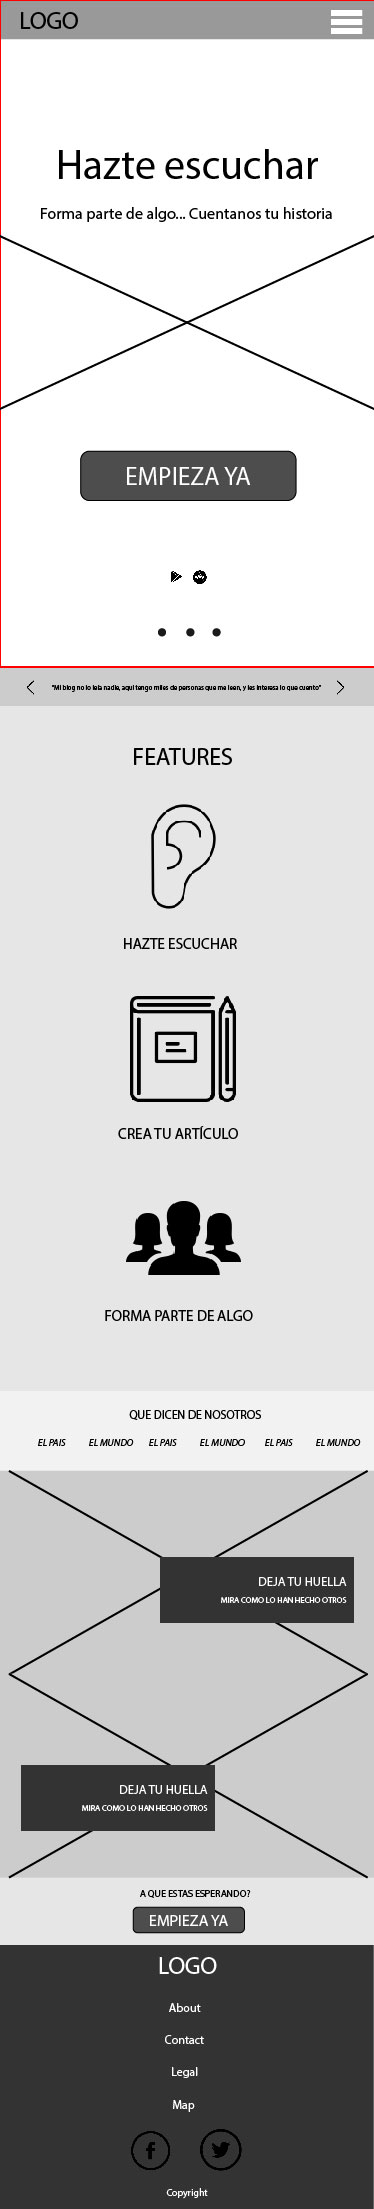 LOGO
Hazte escuchar
Forma parte de algo... Cuentanos tu historia
EMPIEZA YA
"Mi blog no lo leía nadie, aquí tengo miles de personas que me leen, y les interesa lo que cuento"
FEATURES
HAZTE ESCUCHAR
CREA TU ARTÍCULO
FORMA PARTE DE ALGO
QUE DICEN DE NOSOTROS
EL PAIS EL MUNDO EL PAIS EL MUNDO EL PAIS EL MUNDO
DEJA TU HUELLA
MIRA COMO LO HAN HECHO OTROS
DEJA TU HUELLA
MIRA COMO LO HAN HECHO OTROS
A QUE ESTAS ESPERANDO?
EMPIEZA YA
LOGO
About
Contact
Legal
Map
Copyright